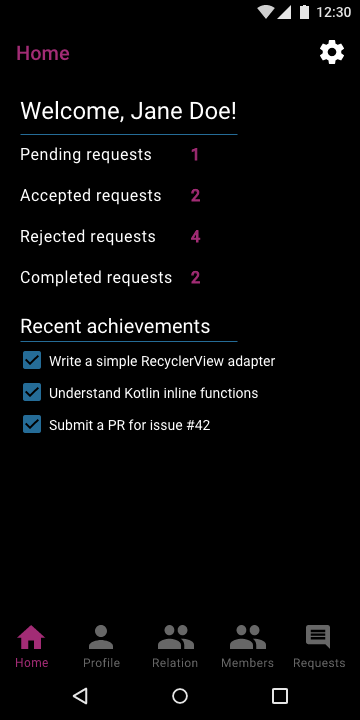 12:30
Home
Welcome, Jane Doe!
Pending requests 1
Accepted requests 2
Rejected requests 4
Completed requests 2
Recent achievements
Write a simple RecyclerView adapter
Understand Kotlin inline functions
Submit a PR for issue #42
Home Profile Relation Members Requests